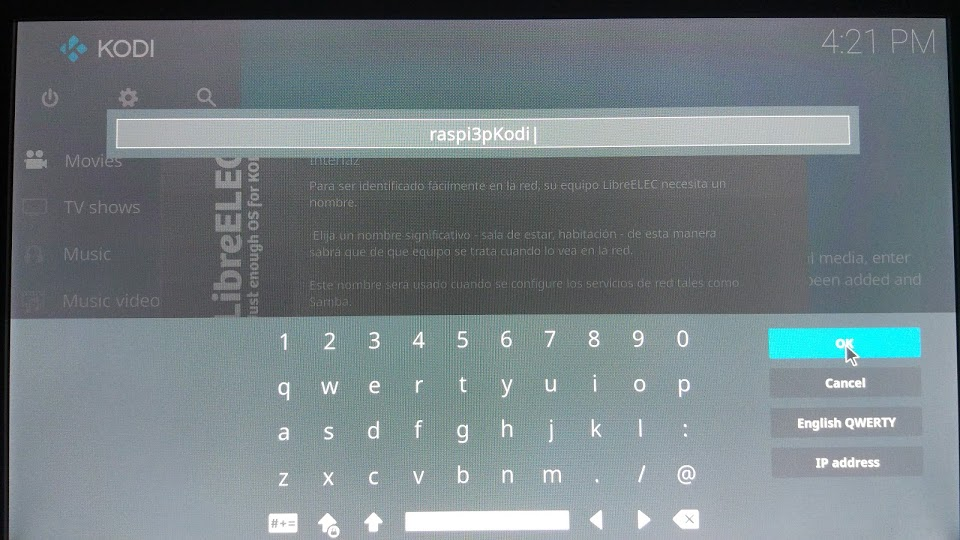 KODI
4:21 PM
raspi3pKodi
Movies
TV shows
Music
Music video
LibreELEC
ust enough OS for KO
Interfaz
Para ser identificado fácilmente en la red, su equipo LibreELEC necesita un
nombre.
Elija un nombre significativo - sala de estar, habitación - de esta manera
sabrá que de que equipo se trata cuando lo vea en la red.
Este nombre será usado cuando se configure los servicios de red tales como
Samba.
l media, enter
been added and
1 2 3 4 5 6 7 8 9 0
q w e r t y u i o p
a s d f g h j k l :
z x c v b n m . / @
#+=
OK
Cancel
English QWERTY
IP address